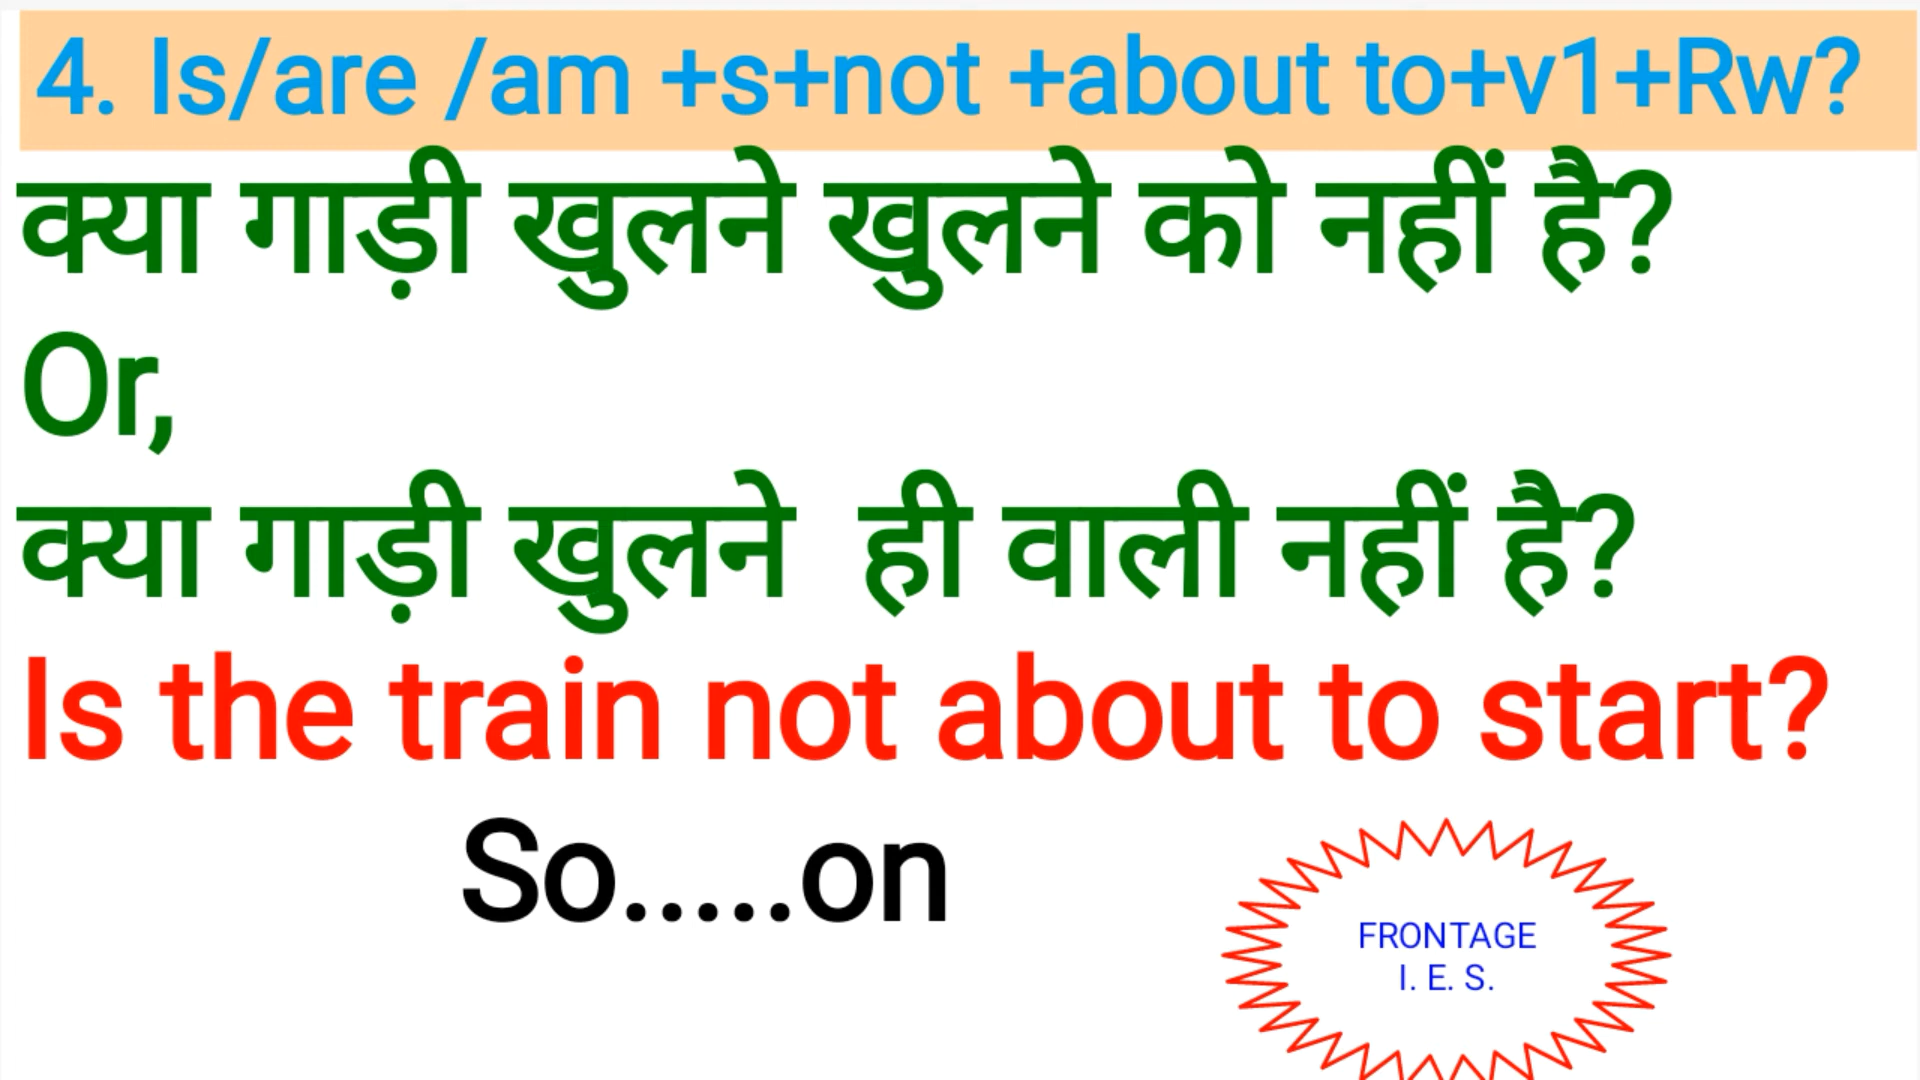 4. Is/are /am +s+not +about to+v1+Rw?
क्या गाड़ी खुलने खुलने को नहीं है?
Or,
क्या गाड़ी खुलने ही वाली नहीं है?
Is the train not about to start?
So.....on
FRONTAGE
I. E. S.